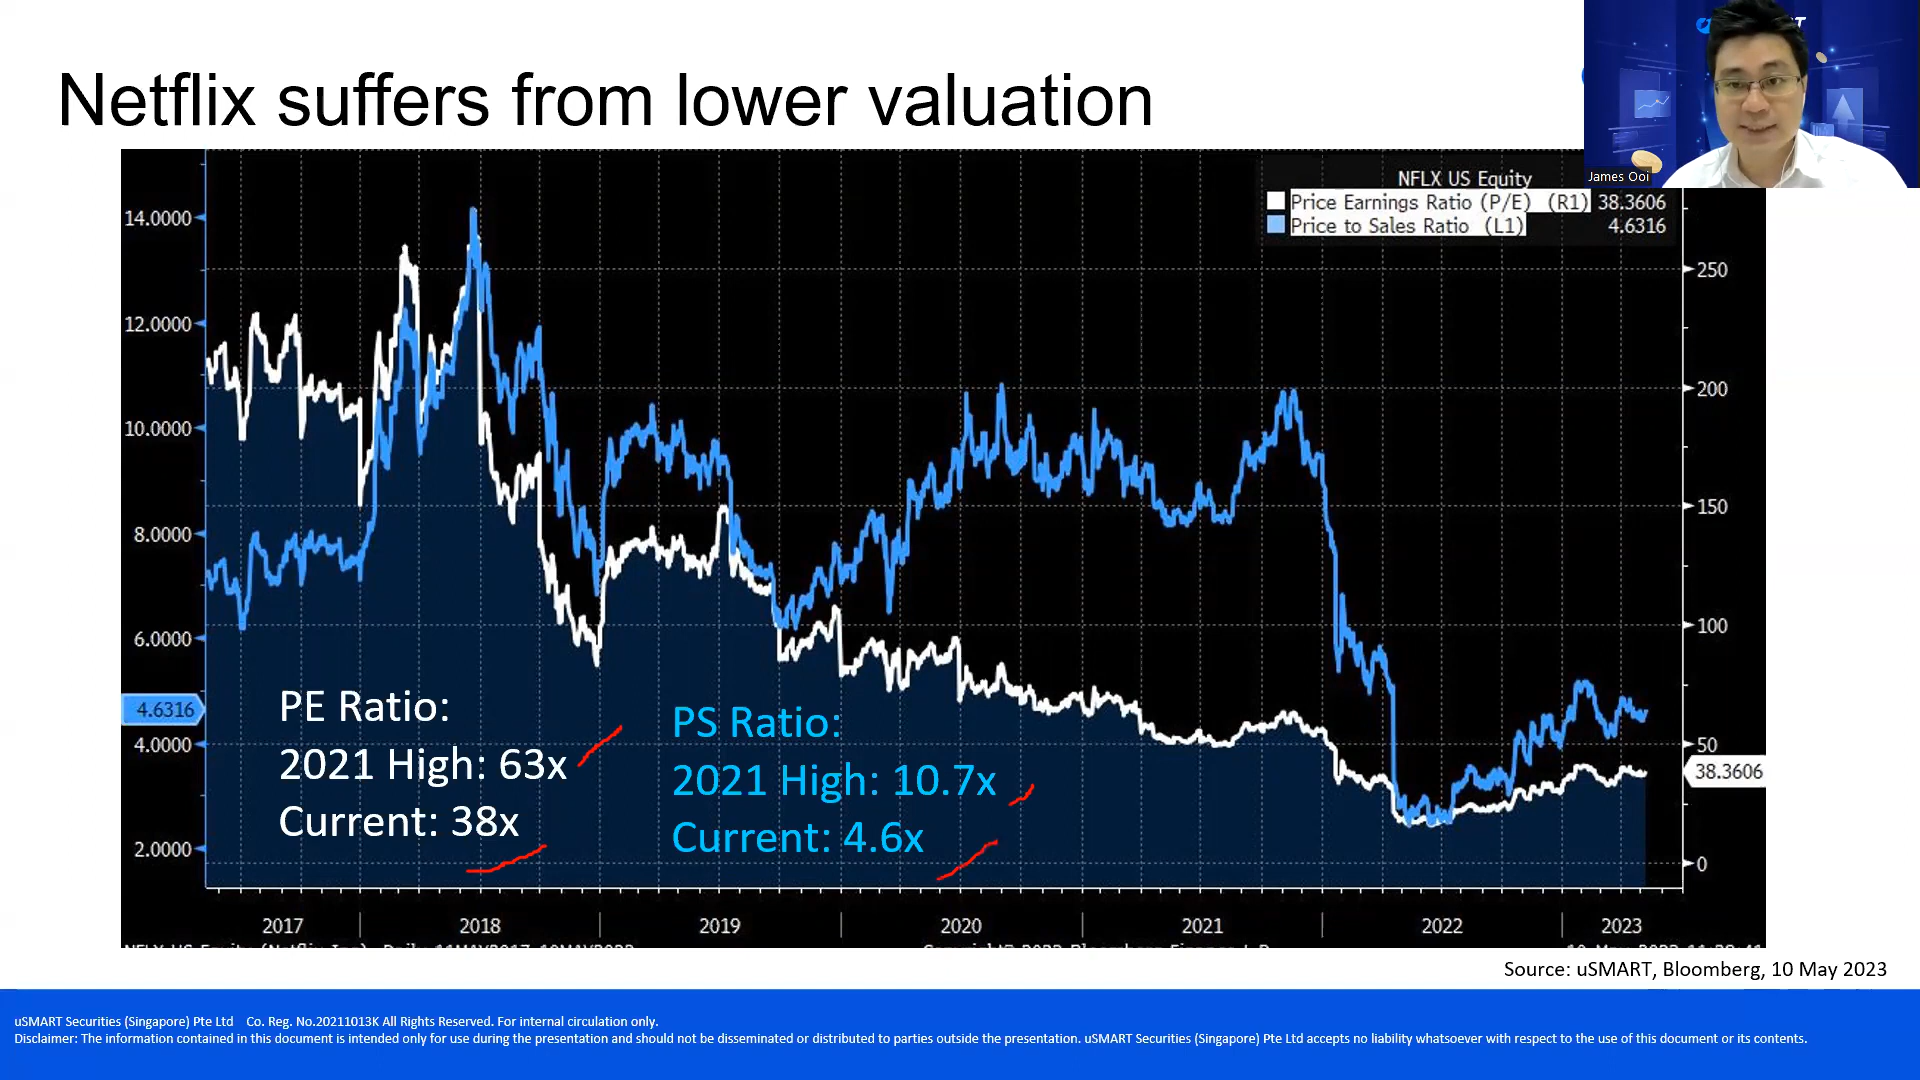 Netflix suffers from lower valuation
James Ooi
NFLX US Equity
Price Earnings Ratio (P/E) (R1) 38.3606
Price to Sales Ratio (L1) 4.6316
14.0000
12.0000
10.0000
8.0000
6.0000
4.6316
4.0000
2.0000
250
200
150
100
50
38.3606
0
PE Ratio:
2021 High: 63x
Current: 38x
PS Ratio:
2021 High: 10.7x
Current: 4.6x
2017 2018 2019 2020 2021 2022 2023
Source: uSMART, Bloomberg, 10 May 2023
uSMART Securities (Singapore) Pte Ltd Co. Reg. No.20211013K All Rights Reserved. For internal circulation only.
Disclaimer: The information contained in this document is intended only for use during the presentation and should not be disseminated or distributed to parties outside the presentation. uSMART Securities (Singapore) Pte Ltd accepts no liability whatsoever with respect to the use of this document or its contents.